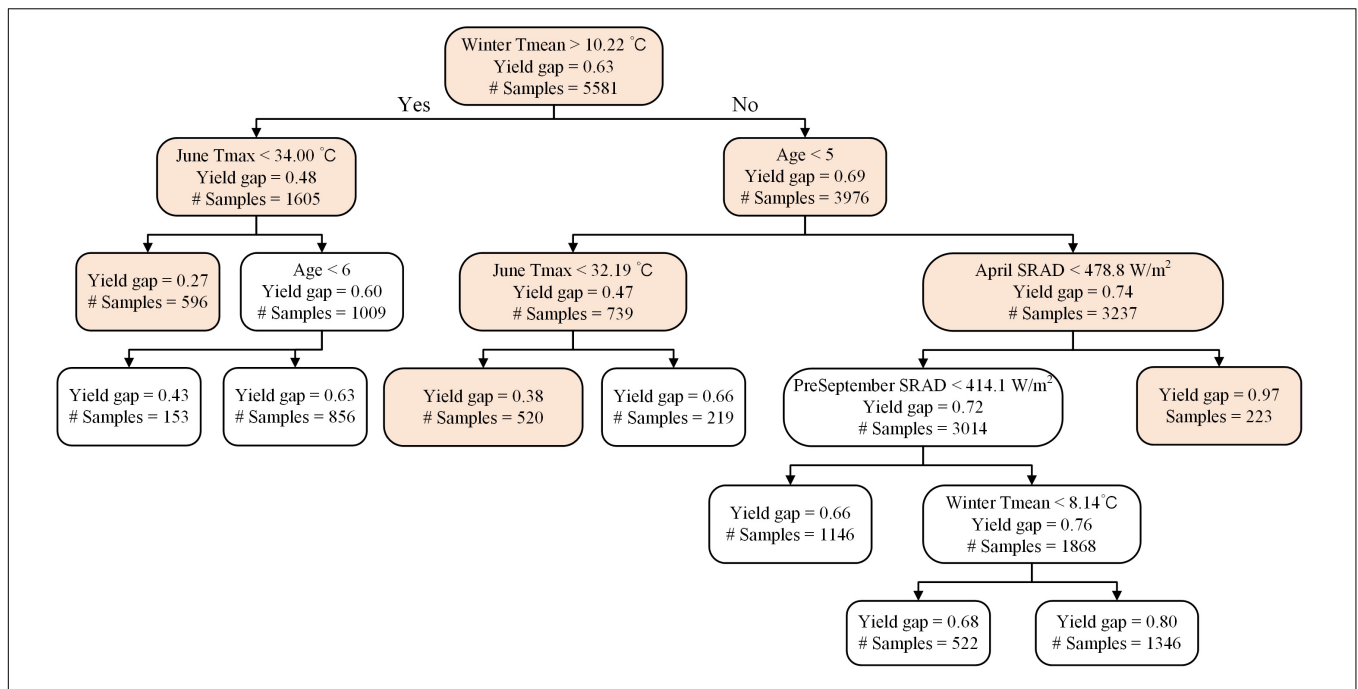 Winter Tmean > 10.22 ℃
Yield gap = 0.63
# Samples = 5581
Yes
No
June Tmax < 34.00 ℃
Yield gap = 0.48
# Samples = 1605
Age < 5
Yield gap = 0.69
# Samples = 3976
Yield gap = 0.27
# Samples = 596
Age < 6
Yield gap = 0.60
# Samples = 1009
June Tmax < 32.19 ℃
Yield gap = 0.47
# Samples = 739
April SRAD < 478.8 W/m²
Yield gap = 0.74
# Samples = 3237
Yield gap = 0.43
# Samples = 153
Yield gap = 0.63
# Samples = 856
Yield gap = 0.38
# Samples = 520
Yield gap = 0.66
# Samples = 219
PreSeptember SRAD < 414.1 W/m²
Yield gap = 0.72
# Samples = 3014
Yield gap = 0.97
Samples = 223
Yield gap = 0.66
# Samples = 1146
Winter Tmean < 8.14℃
Yield gap = 0.76
# Samples = 1868
Yield gap = 0.68
# Samples = 522
Yield gap = 0.80
# Samples = 1346